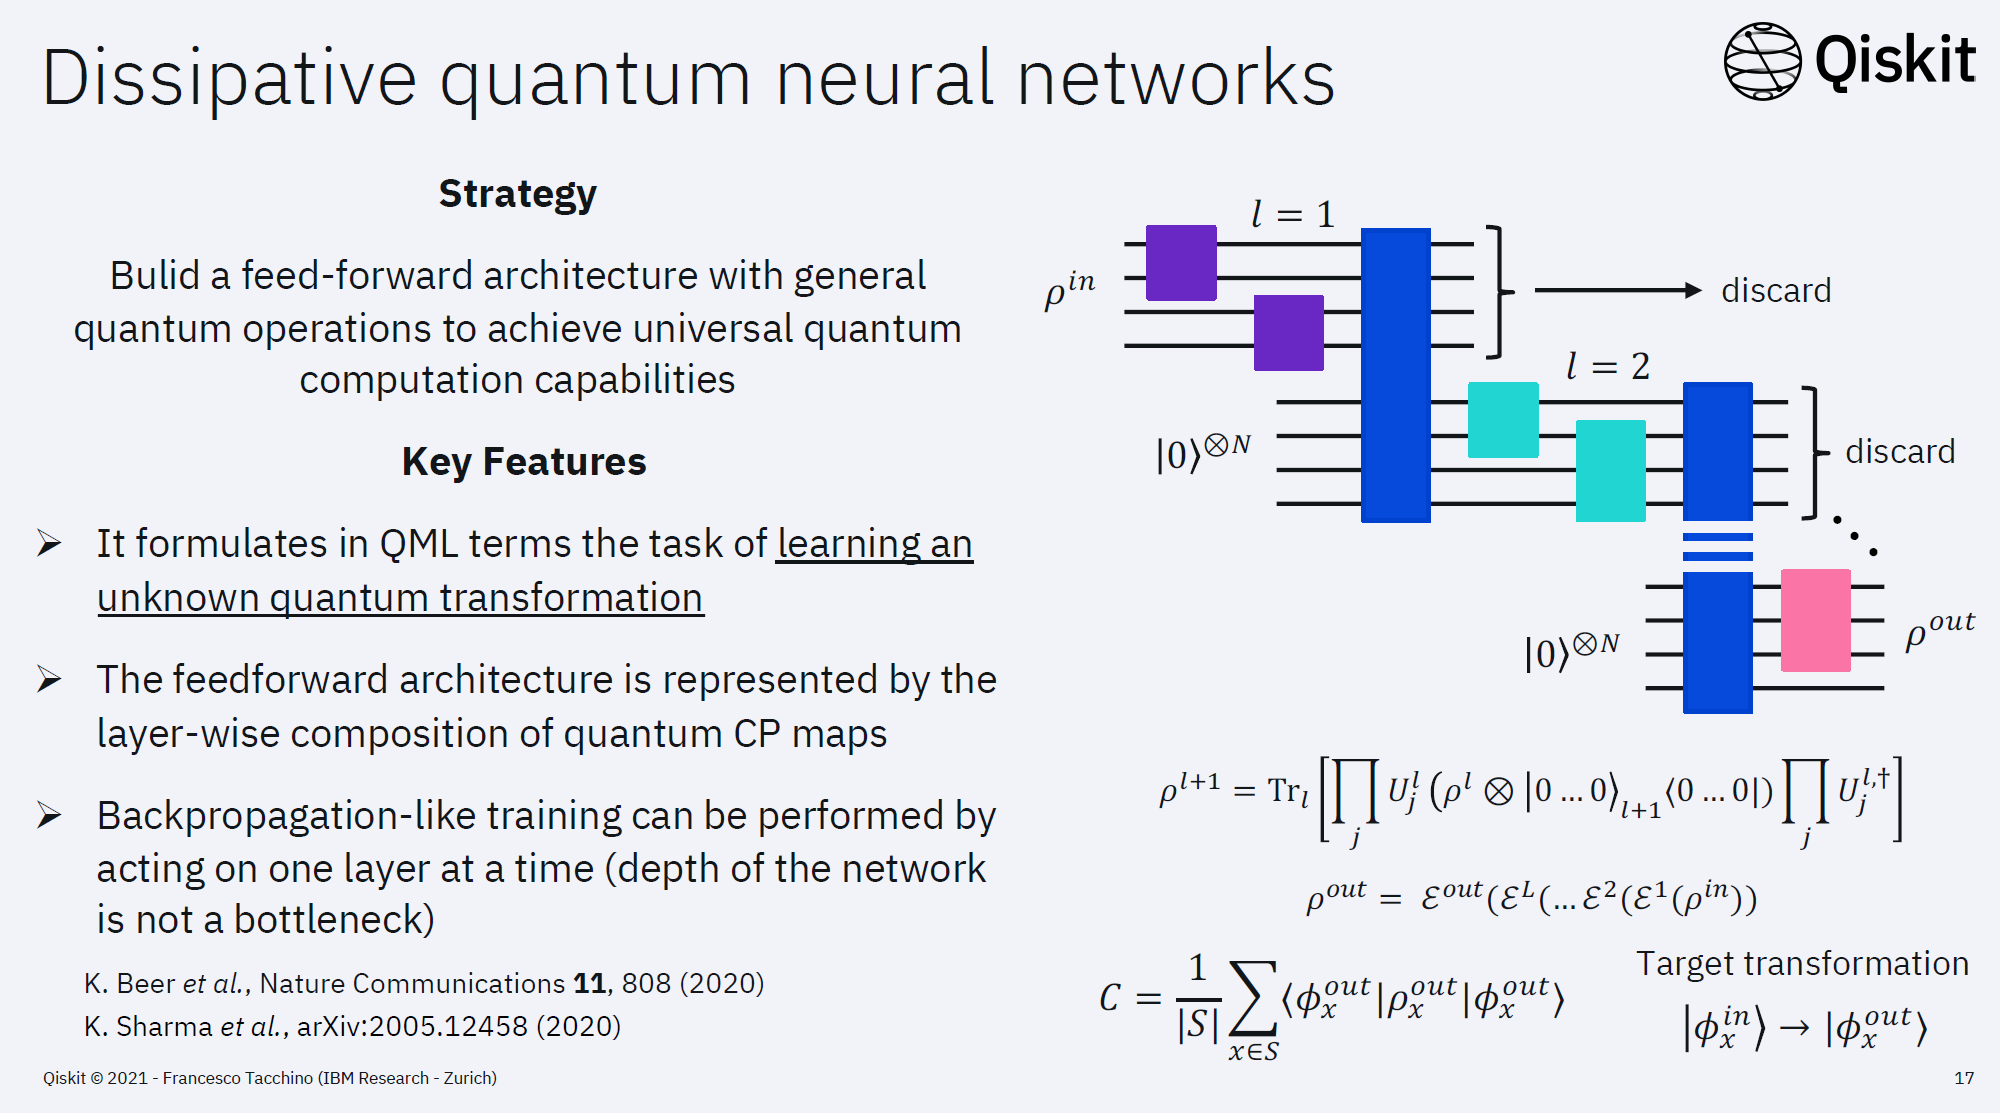 Dissipative quantum neural networks
Qiskit
Strategy
Bulid a feed-forward architecture with general
quantum operations to achieve universal quantum
computation capabilities
Key Features
➢ It formulates in QML terms the task of learning an
unknown quantum transformation
➢ The feedforward architecture is represented by the
layer-wise composition of quantum CP maps
➢ Backpropagation-like training can be performed by
acting on one layer at a time (depth of the network
is not a bottleneck)
K. Beer et al., Nature Communications 11, 808 (2020)
K. Sharma et al., arXiv:2005.12458 (2020)
l = 1
ρ^{in}
discard
l = 2
|0⟩^{⊗N}
discard
|0⟩^{⊗N}
ρ^{out}
ρ^{l+1} = Tr_l [∏_j U_j^l (ρ^l ⊗ |0 … 0⟩_{l+1}⟨0 … 0|) ∏_j U_j^{l,†}]
ρ^{out} = ℰ^{out}(ℰ^L(… ℰ^2(ℰ^1(ρ^{in}))
C = 1/|S| ∑_{x∈S} ⟨ϕ_x^{out}|ρ_x^{out}|ϕ_x^{out}⟩
Target transformation
|ϕ_x^{in}⟩ → |ϕ_x^{out}⟩
Qiskit © 2021 - Francesco Tacchino (IBM Research - Zurich)
17